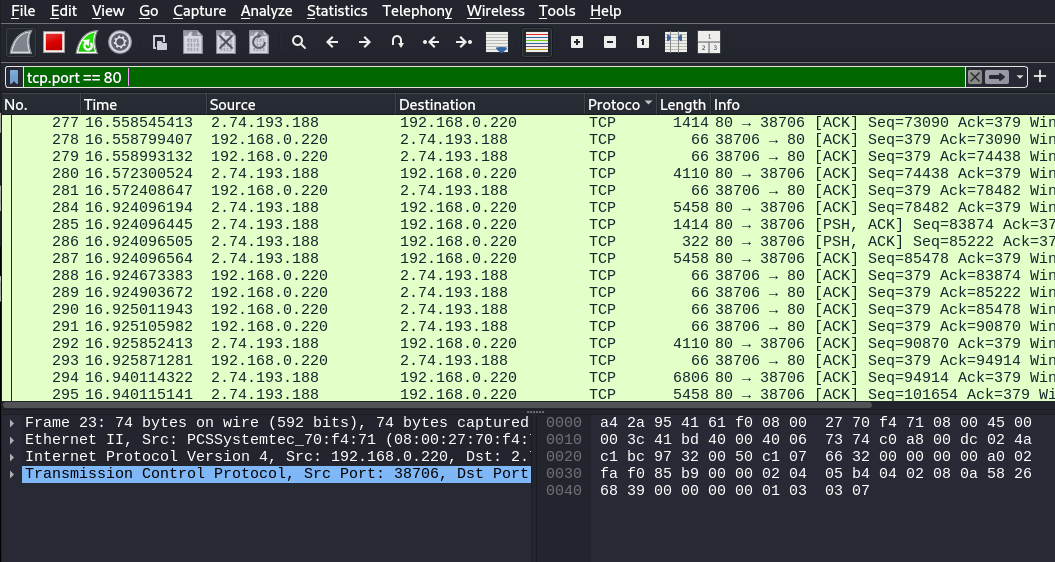 File Edit View Go Capture Analyze Statistics Telephony Wireless Tools Help
1
1 2 3
tcp.port == 80
No. Time Source Destination Protoco Length Info
277 16.558545413 2.74.193.188 192.168.0.220 TCP 1414 80 → 38706 [ACK] Seq=73090 Ack=379 Win
278 16.558799407 192.168.0.220 2.74.193.188 TCP 66 38706 → 80 [ACK] Seq=379 Ack=73090 Win
279 16.558993132 192.168.0.220 2.74.193.188 TCP 66 38706 → 80 [ACK] Seq=379 Ack=74438 Win
280 16.572300524 2.74.193.188 192.168.0.220 TCP 4110 80 → 38706 [ACK] Seq=74438 Ack=379 Win
281 16.572408647 192.168.0.220 2.74.193.188 TCP 66 38706 → 80 [ACK] Seq=379 Ack=78482 Win
284 16.924096194 2.74.193.188 192.168.0.220 TCP 5458 80 → 38706 [ACK] Seq=78482 Ack=379 Win
285 16.924096445 2.74.193.188 192.168.0.220 TCP 1414 80 → 38706 [PSH, ACK] Seq=83874 Ack=37
286 16.924096505 2.74.193.188 192.168.0.220 TCP 322 80 → 38706 [PSH, ACK] Seq=85222 Ack=37
287 16.924096564 2.74.193.188 192.168.0.220 TCP 5458 80 → 38706 [ACK] Seq=85478 Ack=379 Win
288 16.924673383 192.168.0.220 2.74.193.188 TCP 66 38706 → 80 [ACK] Seq=379 Ack=83874 Win
289 16.924903672 192.168.0.220 2.74.193.188 TCP 66 38706 → 80 [ACK] Seq=379 Ack=85222 Win
290 16.925011943 192.168.0.220 2.74.193.188 TCP 66 38706 → 80 [ACK] Seq=379 Ack=85478 Win
291 16.925105982 192.168.0.220 2.74.193.188 TCP 66 38706 → 80 [ACK] Seq=379 Ack=90870 Win
292 16.925852413 2.74.193.188 192.168.0.220 TCP 4110 80 → 38706 [ACK] Seq=90870 Ack=379 Win
293 16.925871281 192.168.0.220 2.74.193.188 TCP 66 38706 → 80 [ACK] Seq=379 Ack=94914 Win
294 16.940114322 2.74.193.188 192.168.0.220 TCP 6806 80 → 38706 [ACK] Seq=94914 Ack=379 Win
295 16.940115141 2.74.193.188 192.168.0.220 TCP 5458 80 → 38706 [ACK] Seq=101654 Ack=379 Wi
Frame 23: 74 bytes on wire (592 bits), 74 bytes captured
Ethernet II, Src: PCSSystemtec_70:f4:71 (08:00:27:70:f4:
Internet Protocol Version 4, Src: 192.168.0.220, Dst: 2.
Transmission Control Protocol, Src Port: 38706, Dst Port
0000 a4 2a 95 41 61 f0 08 00 27 70 f4 71 08 00 45 00
0010 00 3c 41 bd 40 00 40 06 73 74 c0 a8 00 dc 02 4a
0020 c1 bc 97 32 00 50 c1 07 66 32 00 00 00 00 a0 02
0030 fa f0 85 b9 00 00 02 04 05 b4 04 02 08 0a 58 26
0040 68 39 00 00 00 00 01 03 03 07